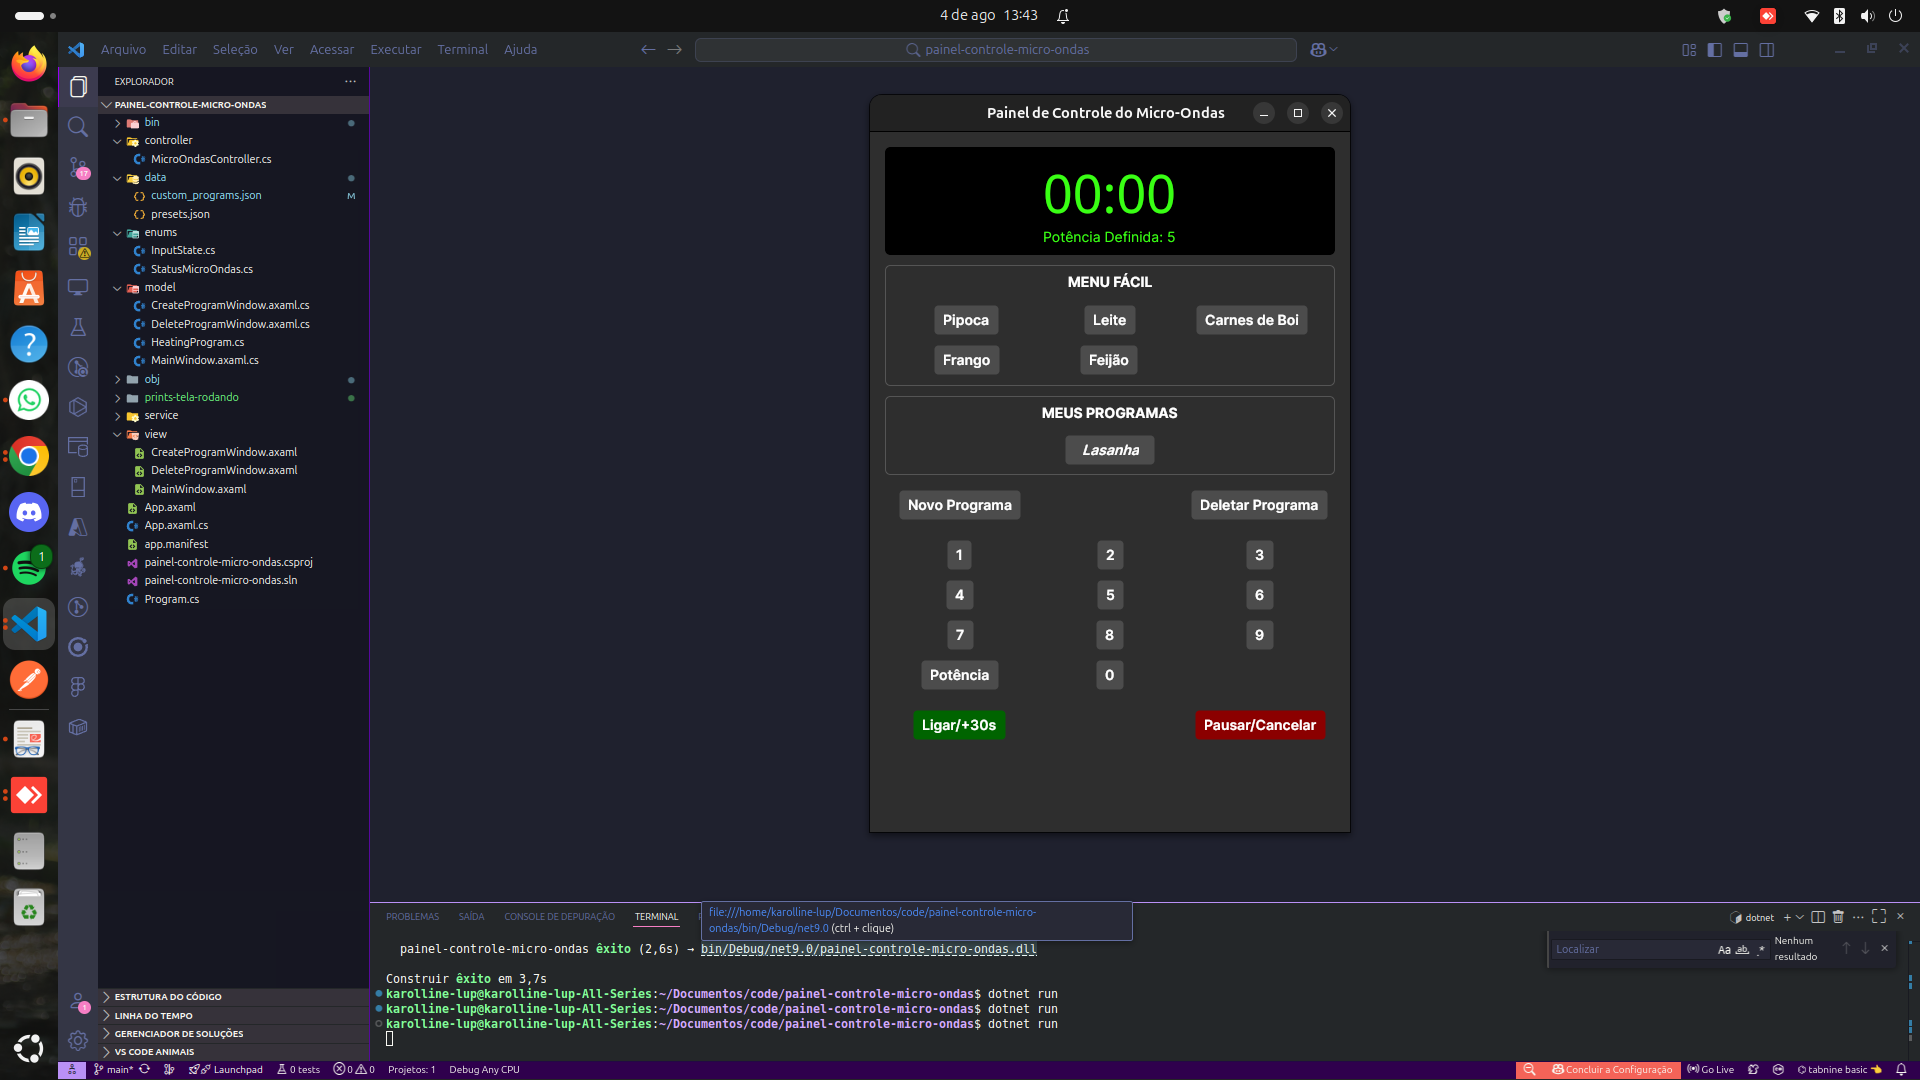 4 de ago 13:43
Arquivo Editar Seleção Ver Acessar Executar Terminal Ajuda
painel-controle-micro-ondas
EXPLORADOR
PAINEL-CONTROLE-MICRO-ONDAS
bin
controller
MicroOndasController.cs
data
custom_programs.json M
presets.json
enums
InputState.cs
StatusMicroOndas.cs
model
CreateProgramWindow.axaml.cs
DeleteProgramWindow.axaml.cs
HeatingProgram.cs
MainWindow.axaml.cs
obj
prints-tela-rodando
service
view
CreateProgramWindow.axaml
DeleteProgramWindow.axaml
MainWindow.axaml
App.axaml
App.axaml.cs
app.manifest
painel-controle-micro-ondas.csproj
painel-controle-micro-ondas.sln
Program.cs
ESTRUTURA DO CÓDIGO
LINHA DO TEMPO
GERENCIADOR DE SOLUÇÕES
VS CODE ANIMAIS
17
1
1
Painel de Controle do Micro-Ondas
00:00
Potência Definida: 5
MENU FÁCIL
Pipoca Leite Carnes de Boi
Frango Feijão
MEUS PROGRAMAS
Lasanha
Novo Programa Deletar Programa
1 2 3
4 5 6
7 8 9
Potência 0
Ligar/+30s Pausar/Cancelar
PROBLEMAS SAÍDA CONSOLE DE DEPURAÇÃO TERMINAL
dotnet
file:///home/karolline-lup/Documentos/code/painel-controle-micro-
ondas/bin/Debug/net9.0 (ctrl + clique)
painel-controle-micro-ondas êxito (2,6s) → bin/Debug/net9.0/painel-controle-micro-ondas.dll
Construir êxito em 3,7s
karolline-lup@karolline-lup-All-Series:~/Documentos/code/painel-controle-micro-ondas$ dotnet run
karolline-lup@karolline-lup-All-Series:~/Documentos/code/painel-controle-micro-ondas$ dotnet run
karolline-lup@karolline-lup-All-Series:~/Documentos/code/painel-controle-micro-ondas$ dotnet run
Localizar Aa ab .*
Nenhum
resultado
main* Launchpad 0 tests 0 0 Projetos: 1 Debug Any CPU
Concluir a Configuração Go Live tabnine basic